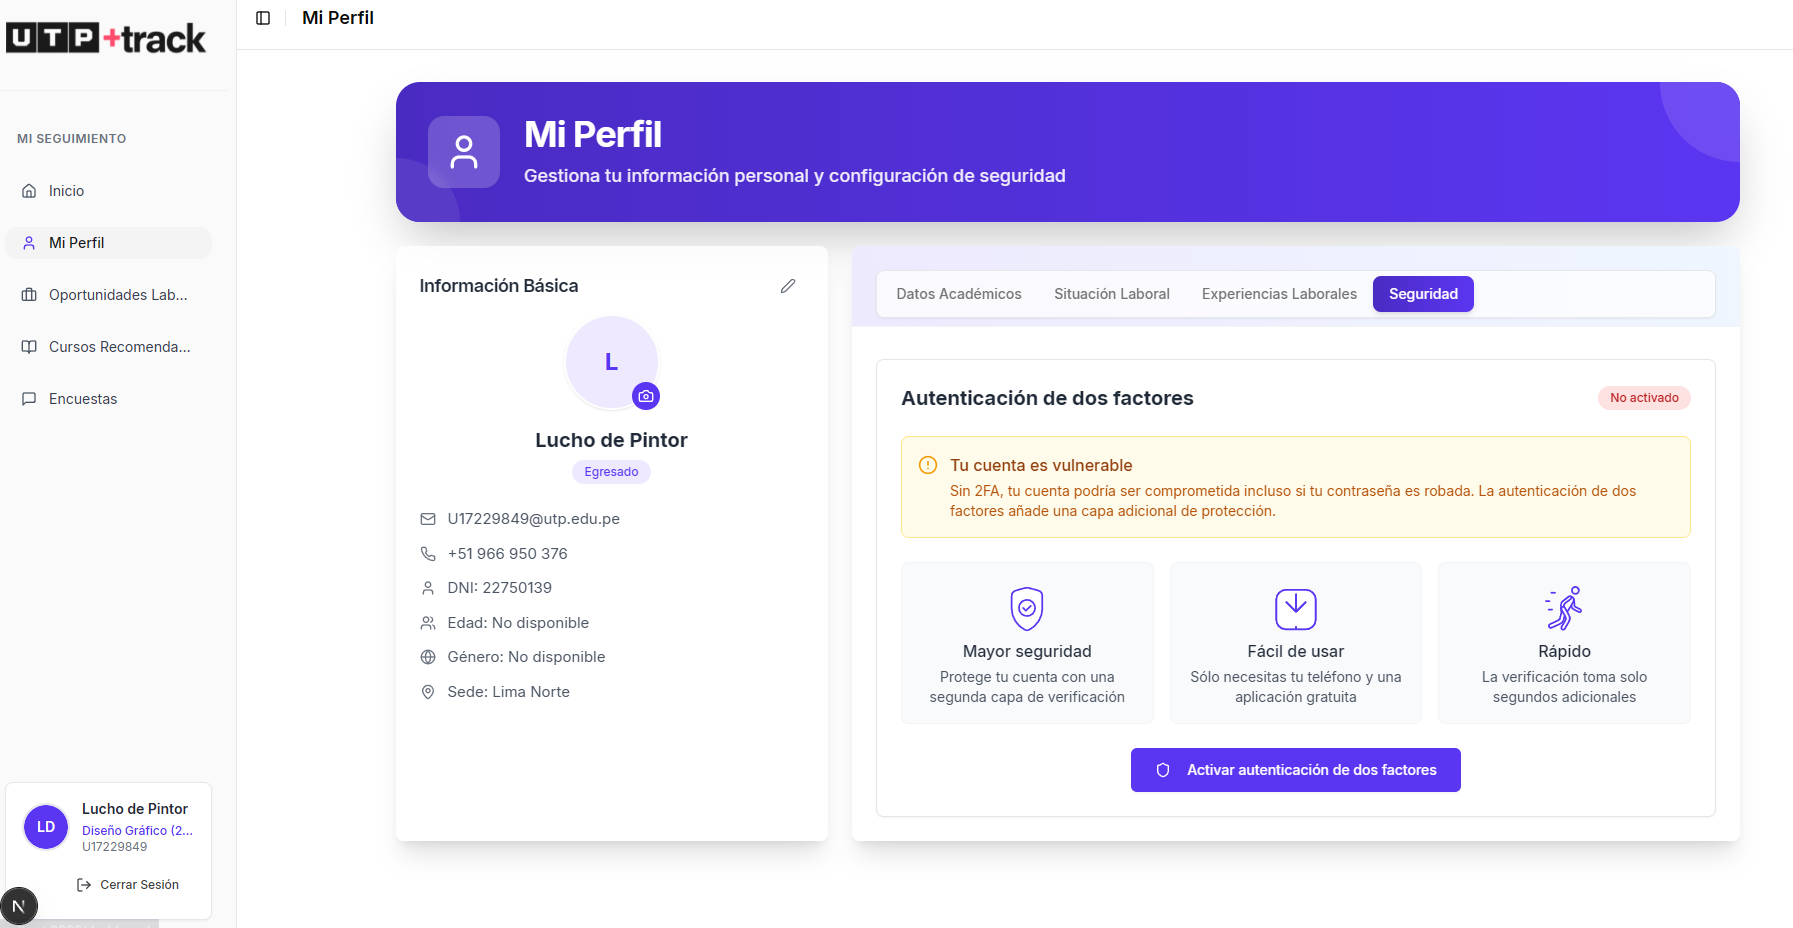 UTP+track
Mi Perfil
MI SEGUIMIENTO
Inicio
Mi Perfil
Oportunidades Lab...
Cursos Recomenda...
Encuestas
Mi Perfil
Gestiona tu información personal y configuración de seguridad
Información Básica
L
Lucho de Pintor
Egresado
U17229849@utp.edu.pe
+51 966 950 376
DNI: 22750139
Edad: No disponible
Género: No disponible
Sede: Lima Norte
Datos Académicos
Situación Laboral
Experiencias Laborales
Seguridad
Autenticación de dos factores
No activado
Tu cuenta es vulnerable
Sin 2FA, tu cuenta podría ser comprometida incluso si tu contraseña es robada. La autenticación de dos
factores añade una capa adicional de protección.
Mayor seguridad
Protege tu cuenta con una
segunda capa de verificación
Fácil de usar
Sólo necesitas tu teléfono y una
aplicación gratuita
Rápido
La verificación toma solo
segundos adicionales
Activar autenticación de dos factores
LD
Lucho de Pintor
Diseño Gráfico (2...
U17229849
Cerrar Sesión
N